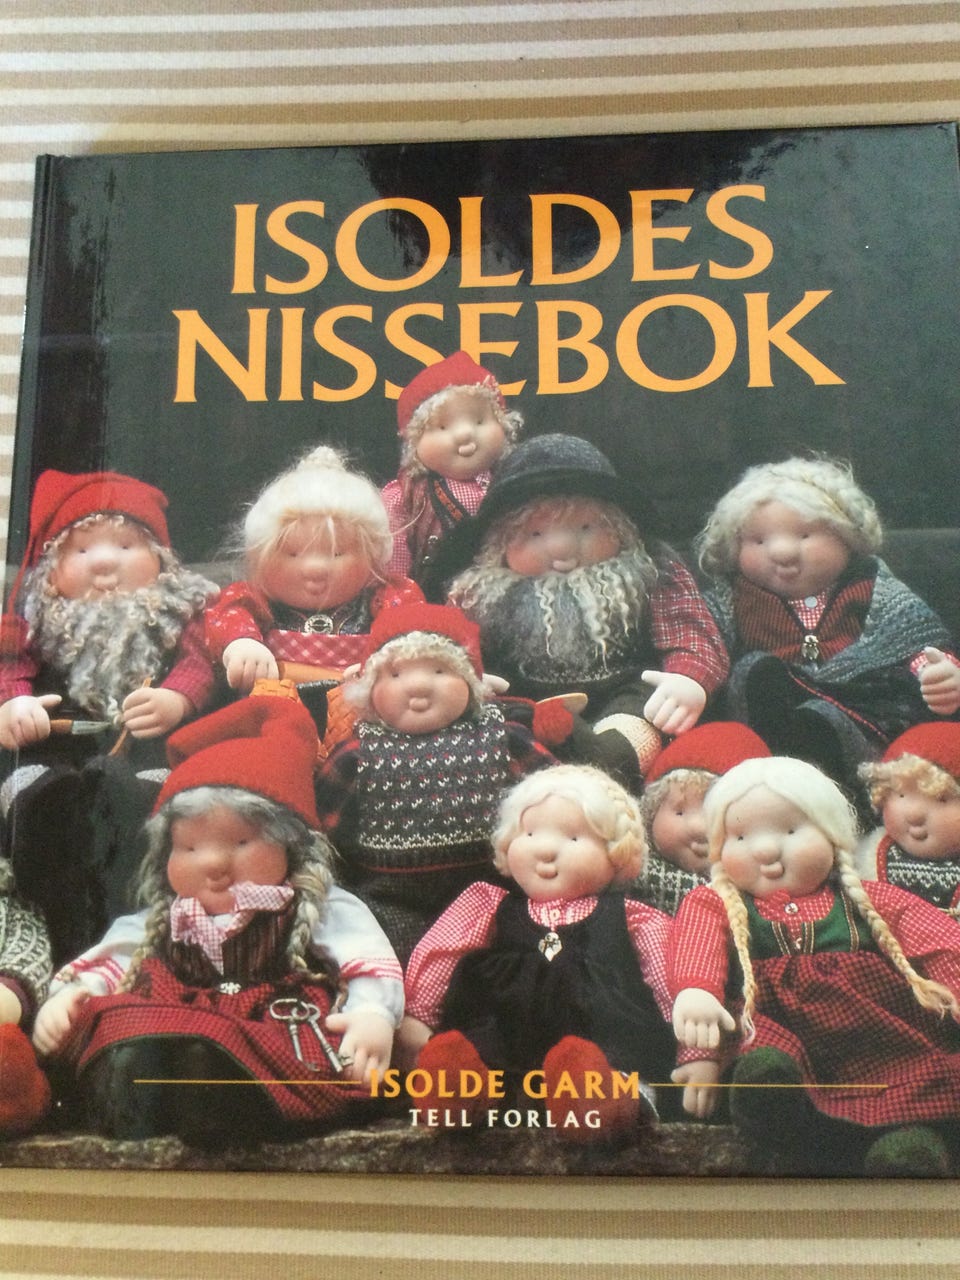 ISOLDES
NISSEBOK
ISOLDE GARM
TELL FORLAG